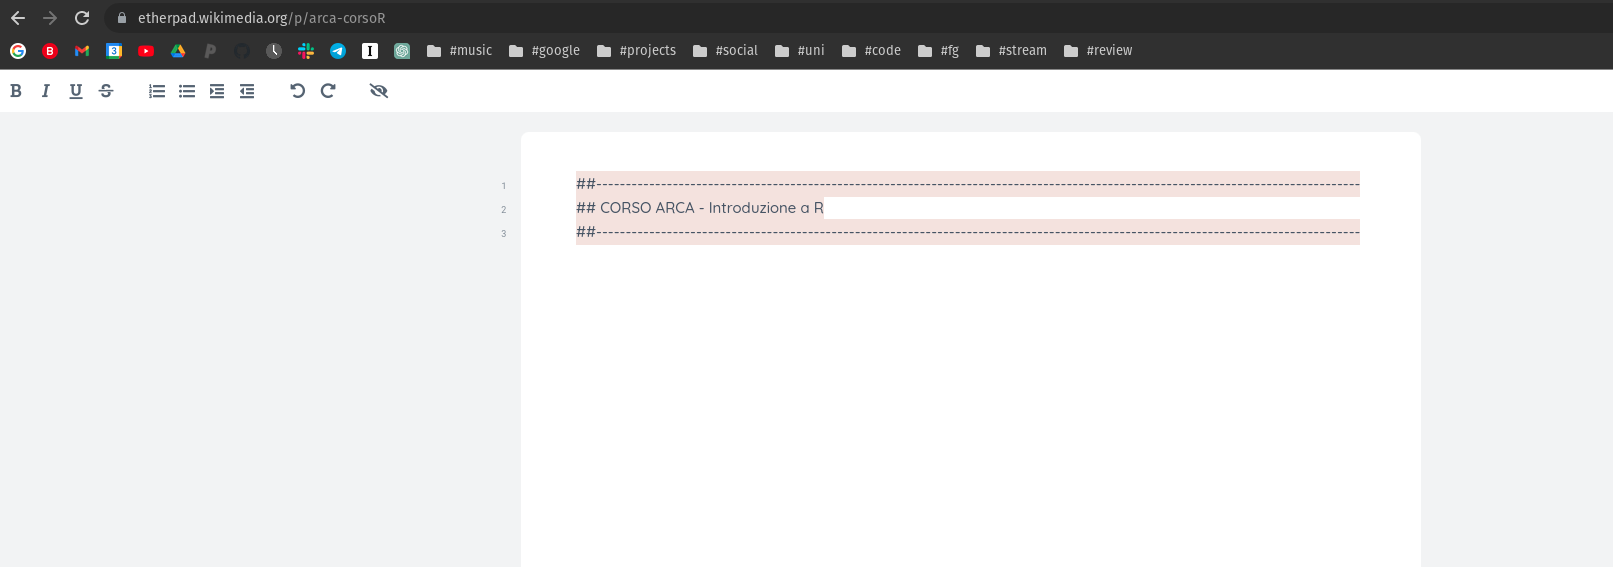 etherpad.wikimedia.org/p/arca-corsoR
#music #google #projects #social #uni #code #fg #stream #review
B I U S
1 ##--------------------------------------------------------------------------------------------------------------------------------
2 ## CORSO ARCA - Introduzione a R
3 ##--------------------------------------------------------------------------------------------------------------------------------